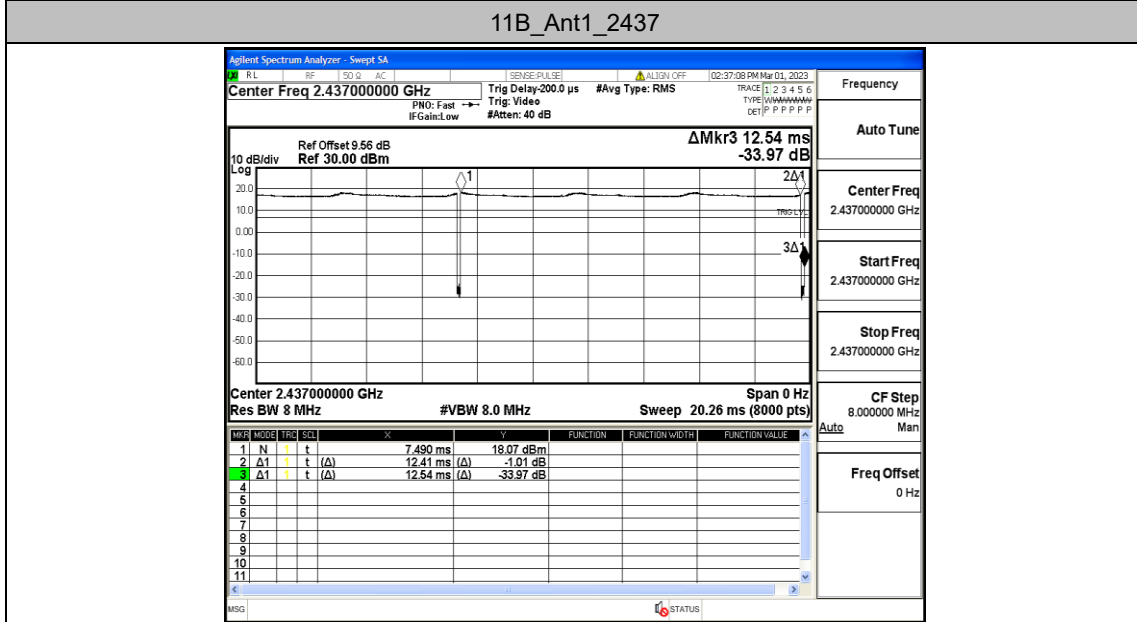 11B_Ant1_2437
Agilent Spectrum Analyzer - Swept SA
LXI RL RF 50 Ω AC SENSE:PULSE ALIGN OFF 02:37:08 PM Mar 01, 2023
Center Freq 2.437000000 GHz
PNO: Fast
IFGain:Low
Trig Delay-200.0 µs
Trig: Video
#Atten: 40 dB
#Avg Type: RMS
TRACE 1 2 3 4 5 6
TYPE
DET P P P P P P
Ref Offset 9.56 dB
10 dB/div Ref 30.00 dBm
Log
ΔMkr3 12.54 ms
-33.97 dB
1
2Δ1
20.0
10.0
TRIG LVL
0.00
3Δ1
-10.0
-20.0
-30.0
-40.0
-50.0
-60.0
Center 2.437000000 GHz Span 0 Hz
Res BW 8 MHz #VBW 8.0 MHz Sweep 20.26 ms (8000 pts)
MKR MODE TRC SCL X Y FUNCTION FUNCTION WIDTH FUNCTION VALUE
1 N 1 t 7.490 ms 18.07 dBm
2 Δ1 1 t (Δ) 12.41 ms (Δ) -1.01 dB
3 Δ1 1 t (Δ) 12.54 ms (Δ) -33.97 dB
4
5
6
7
8
9
10
11
MSG STATUS
Frequency
Auto Tune
Center Freq
2.437000000 GHz
Start Freq
2.437000000 GHz
Stop Freq
2.437000000 GHz
CF Step
8.000000 MHz
Auto Man
Freq Offset
0 Hz